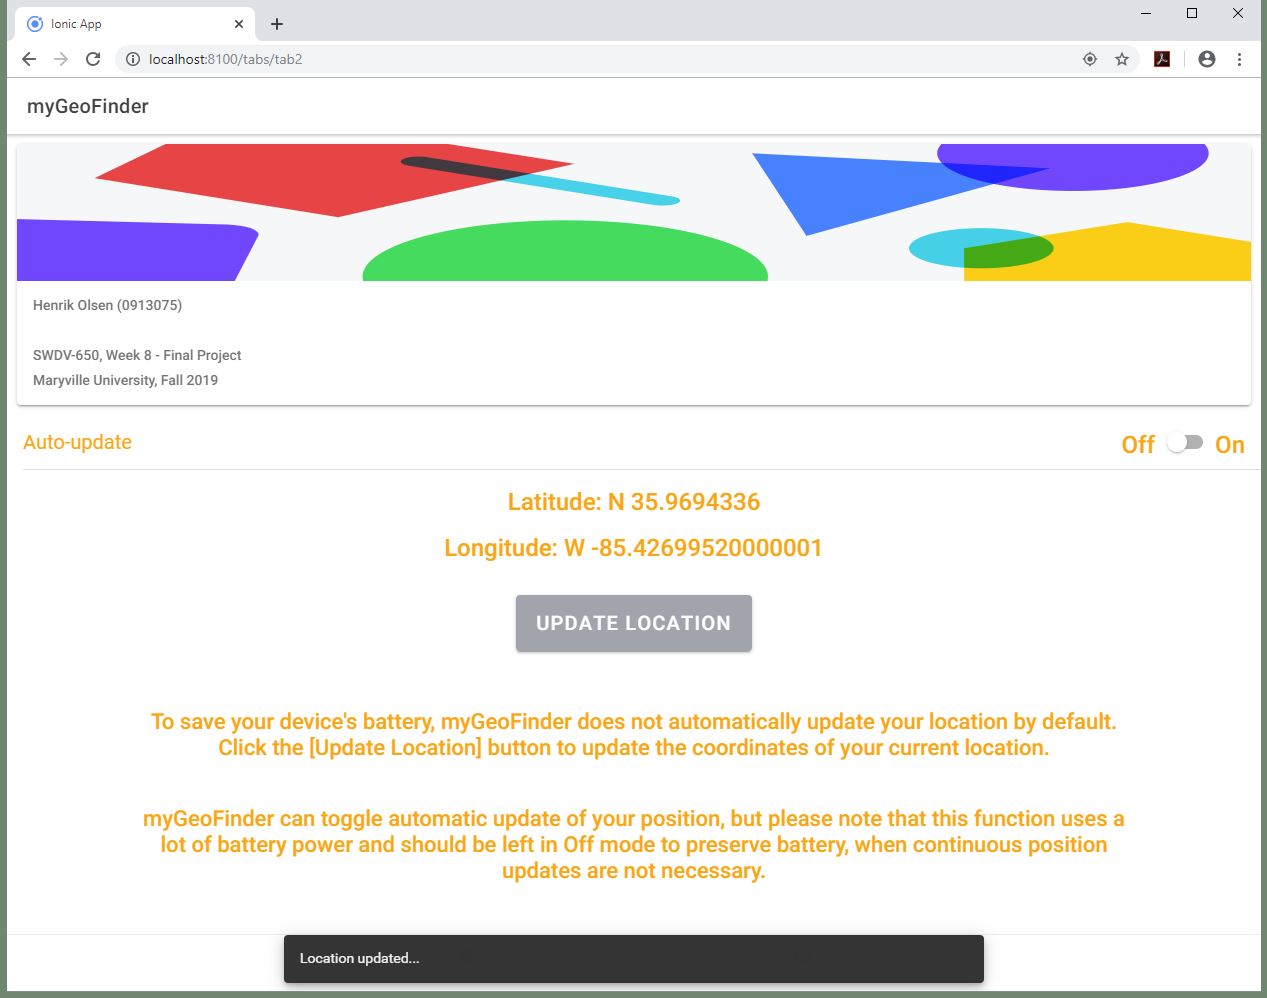 Ionic App
localhost:8100/tabs/tab2
myGeoFinder
Henrik Olsen (0913075)
SWDV-650, Week 8 - Final Project
Maryville University, Fall 2019
Auto-update
Off On
Latitude: N 35.9694336
Longitude: W -85.42699520000001
UPDATE LOCATION
To save your device's battery, myGeoFinder does not automatically update your location by default.
Click the [Update Location] button to update the coordinates of your current location.
myGeoFinder can toggle automatic update of your position, but please note that this function uses a
lot of battery power and should be left in Off mode to preserve battery, when continuous position
updates are not necessary.
Location updated...